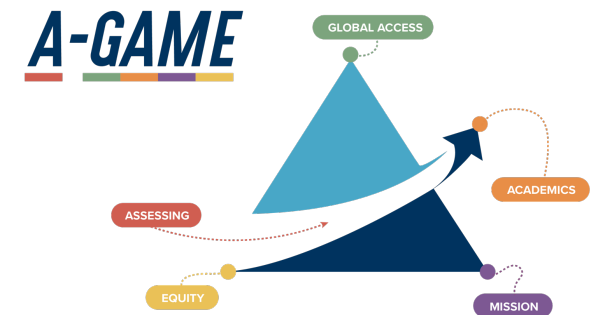 A-GAME
GLOBAL ACCESS
ACADEMICS
ASSESSING
EQUITY
MISSION